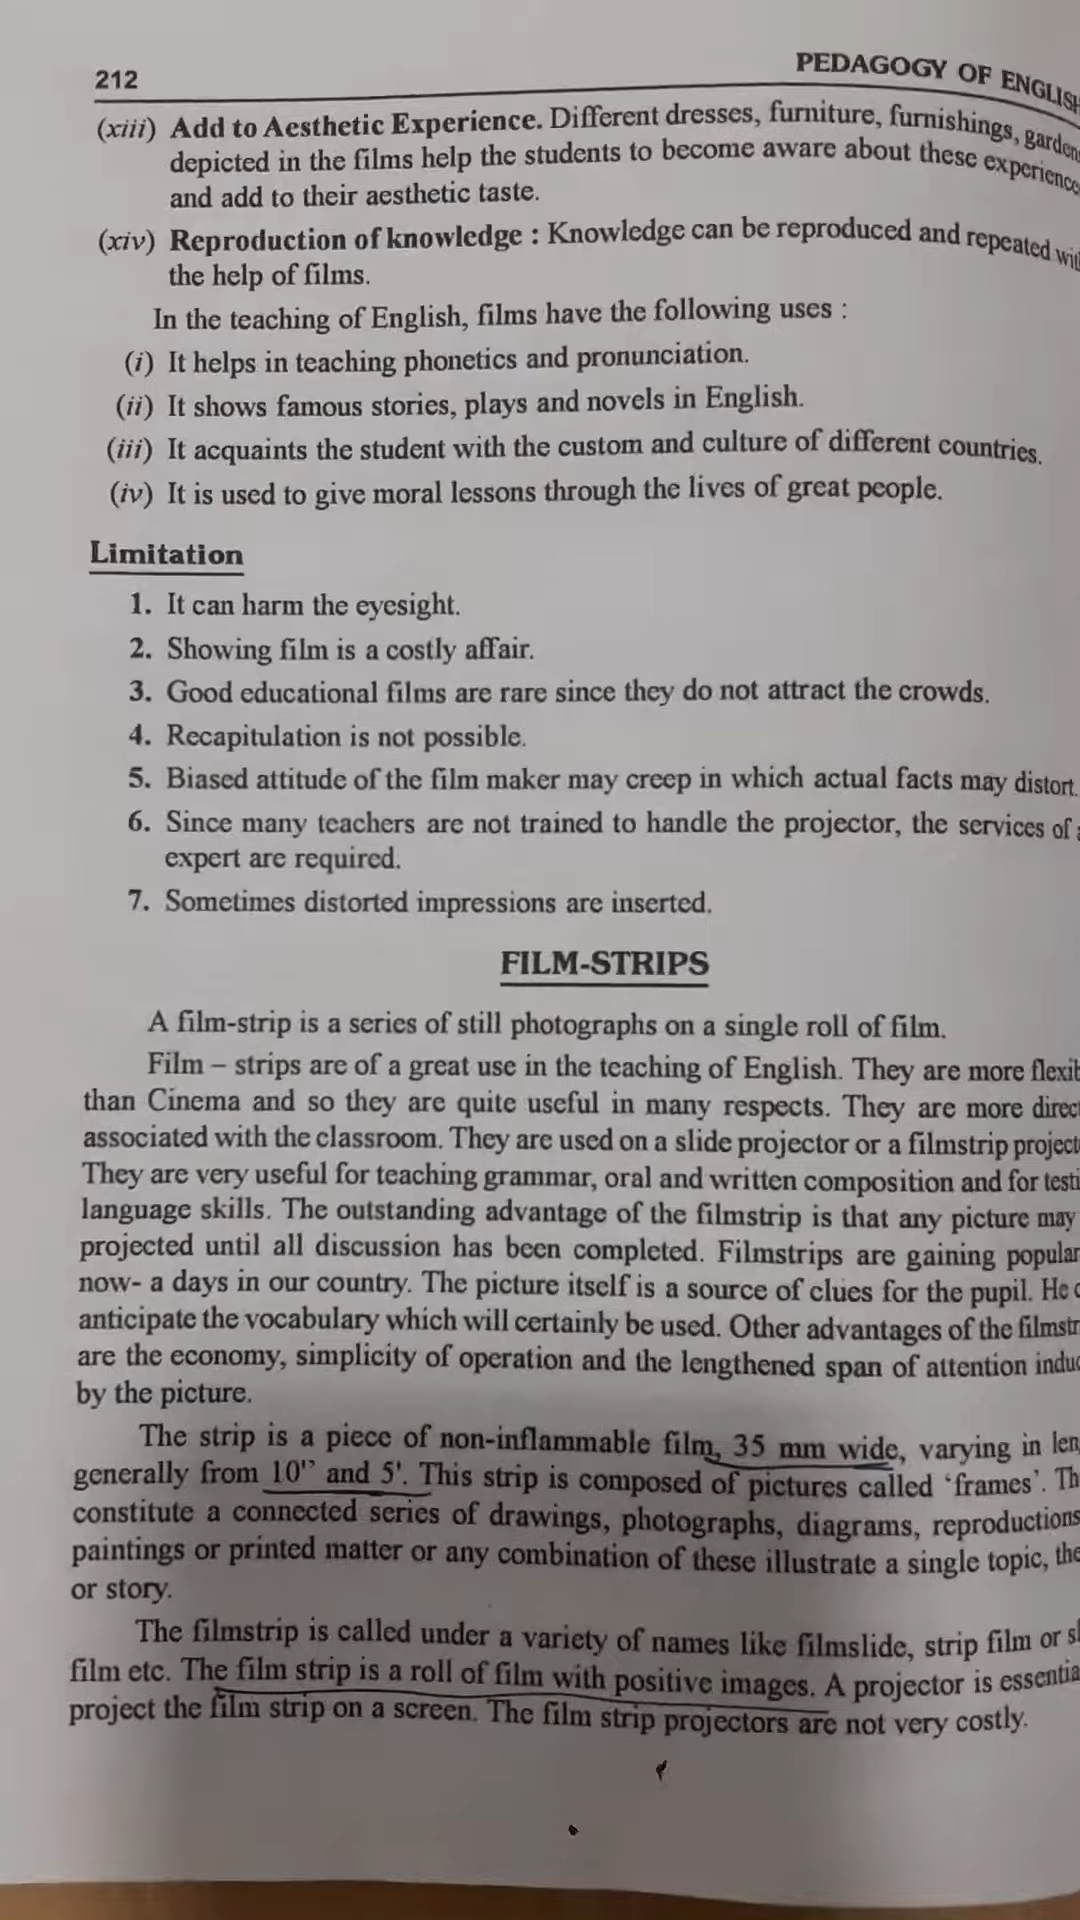 212
PEDAGOGY OF ENGLISH
(xiii) Add to Aesthetic Experience. Different dresses, furniture, furnishings, gardens
depicted in the films help the students to become aware about these experience
and add to their aesthetic taste.
(xiv) Reproduction of knowledge : Knowledge can be reproduced and repeated with
the help of films.
In the teaching of English, films have the following uses :
(i) It helps in teaching phonetics and pronunciation.
(ii) It shows famous stories, plays and novels in English.
(iii) It acquaints the student with the custom and culture of different countries.
(iv) It is used to give moral lessons through the lives of great people.
Limitation
1. It can harm the eyesight.
2. Showing film is a costly affair.
3. Good educational films are rare since they do not attract the crowds.
4. Recapitulation is not possible.
5. Biased attitude of the film maker may creep in which actual facts may distort.
6. Since many teachers are not trained to handle the projector, the services of
expert are required.
7. Sometimes distorted impressions are inserted.
FILM-STRIPS
A film-strip is a series of still photographs on a single roll of film.
Film – strips are of a great use in the teaching of English. They are more
than Cinema and so they are quite useful in many respects. They are more
associated with the classroom. They are used on a slide projector or a filmstrip
They are very useful for teaching grammar, oral and written composition and for
language skills. The outstanding advantage of the filmstrip is that any picture may
projected until all discussion has been completed. Filmstrips are gaining
now- a days in our country. The picture itself is a source of clues for the pupil. He
anticipate the vocabulary which will certainly be used. Other advantages of the
are the economy, simplicity of operation and the lengthened span of attention
by the picture.
The strip is a piece of non-inflammable film, 35 mm wide, varying in
generally from 10" and 5'. This strip is composed of pictures called ‘frames’.
constitute a connected series of drawings, photographs, diagrams, reproductions
paintings or printed matter or any combination of these illustrate a single topic,
or story.
The filmstrip is called under a variety of names like filmslide, strip film or
film etc. The film strip is a roll of film with positive images. A projector is
project the film strip on a screen. The film strip projectors are not very costly.